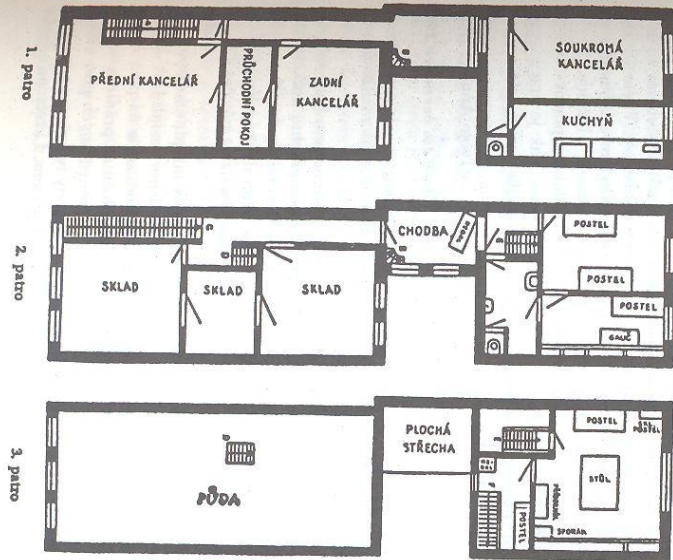 1. patro
A
PŘEDNÍ KANCELÁŘ
PRŮCHODNÍ POKOJ
ZADNÍ
KANCELÁŘ
B
SOUKROMÁ
KANCELÁŘ
KUCHYŇ
2. patro
C
D
SKLAD
SKLAD
SKLAD
CHODBA
REGÁL
B
E
POSTEL
POSTEL
POSTEL
GAUČ
3. patro
D
PŮDA
PLOCHÁ
STŘECHA
E
F
POSTEL
POSTEL
POSTEL
STŮL
SPORÁK